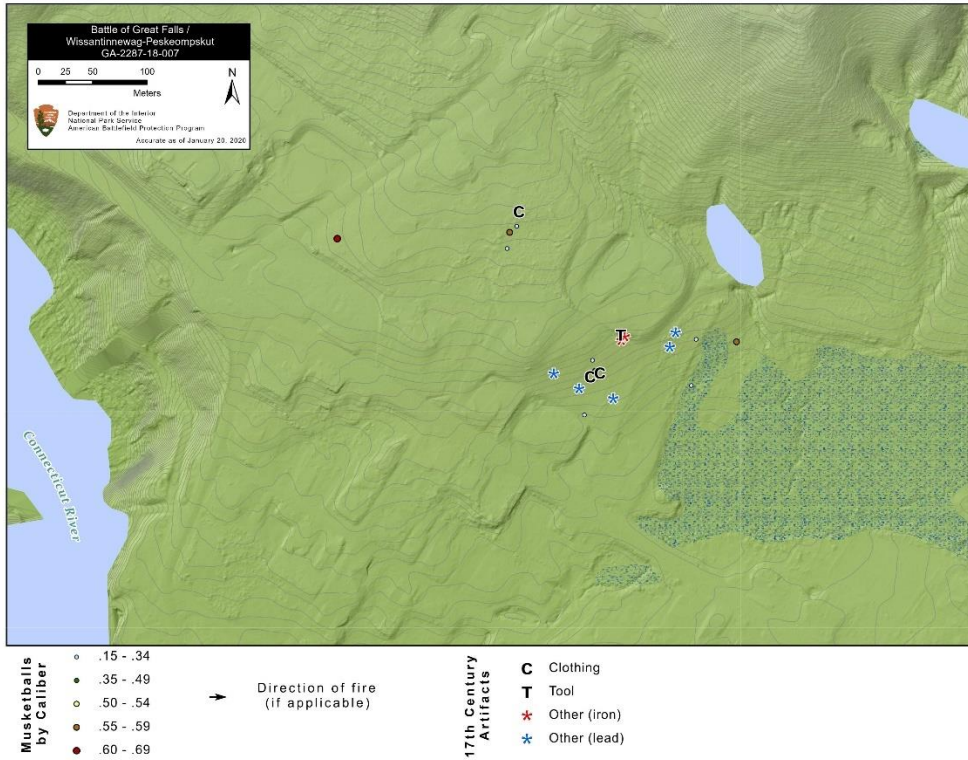 Battle of Great Falls /
Wissantinnewag-Peskeompskut
GA-2287-18-007
0 25 50 100
Meters
N
Department of the Interior
National Park Service
American Battlefield Protection Program
Accurate as of January 20, 2020
C
T
CC
Connecticut River
Musketballs
by Caliber
.15 - .34
.35 - .49
.50 - .54
.55 - .59
.60 - .69
Direction of fire
(if applicable)
17th Century
Artifacts
C Clothing
T Tool
Other (iron)
Other (lead)